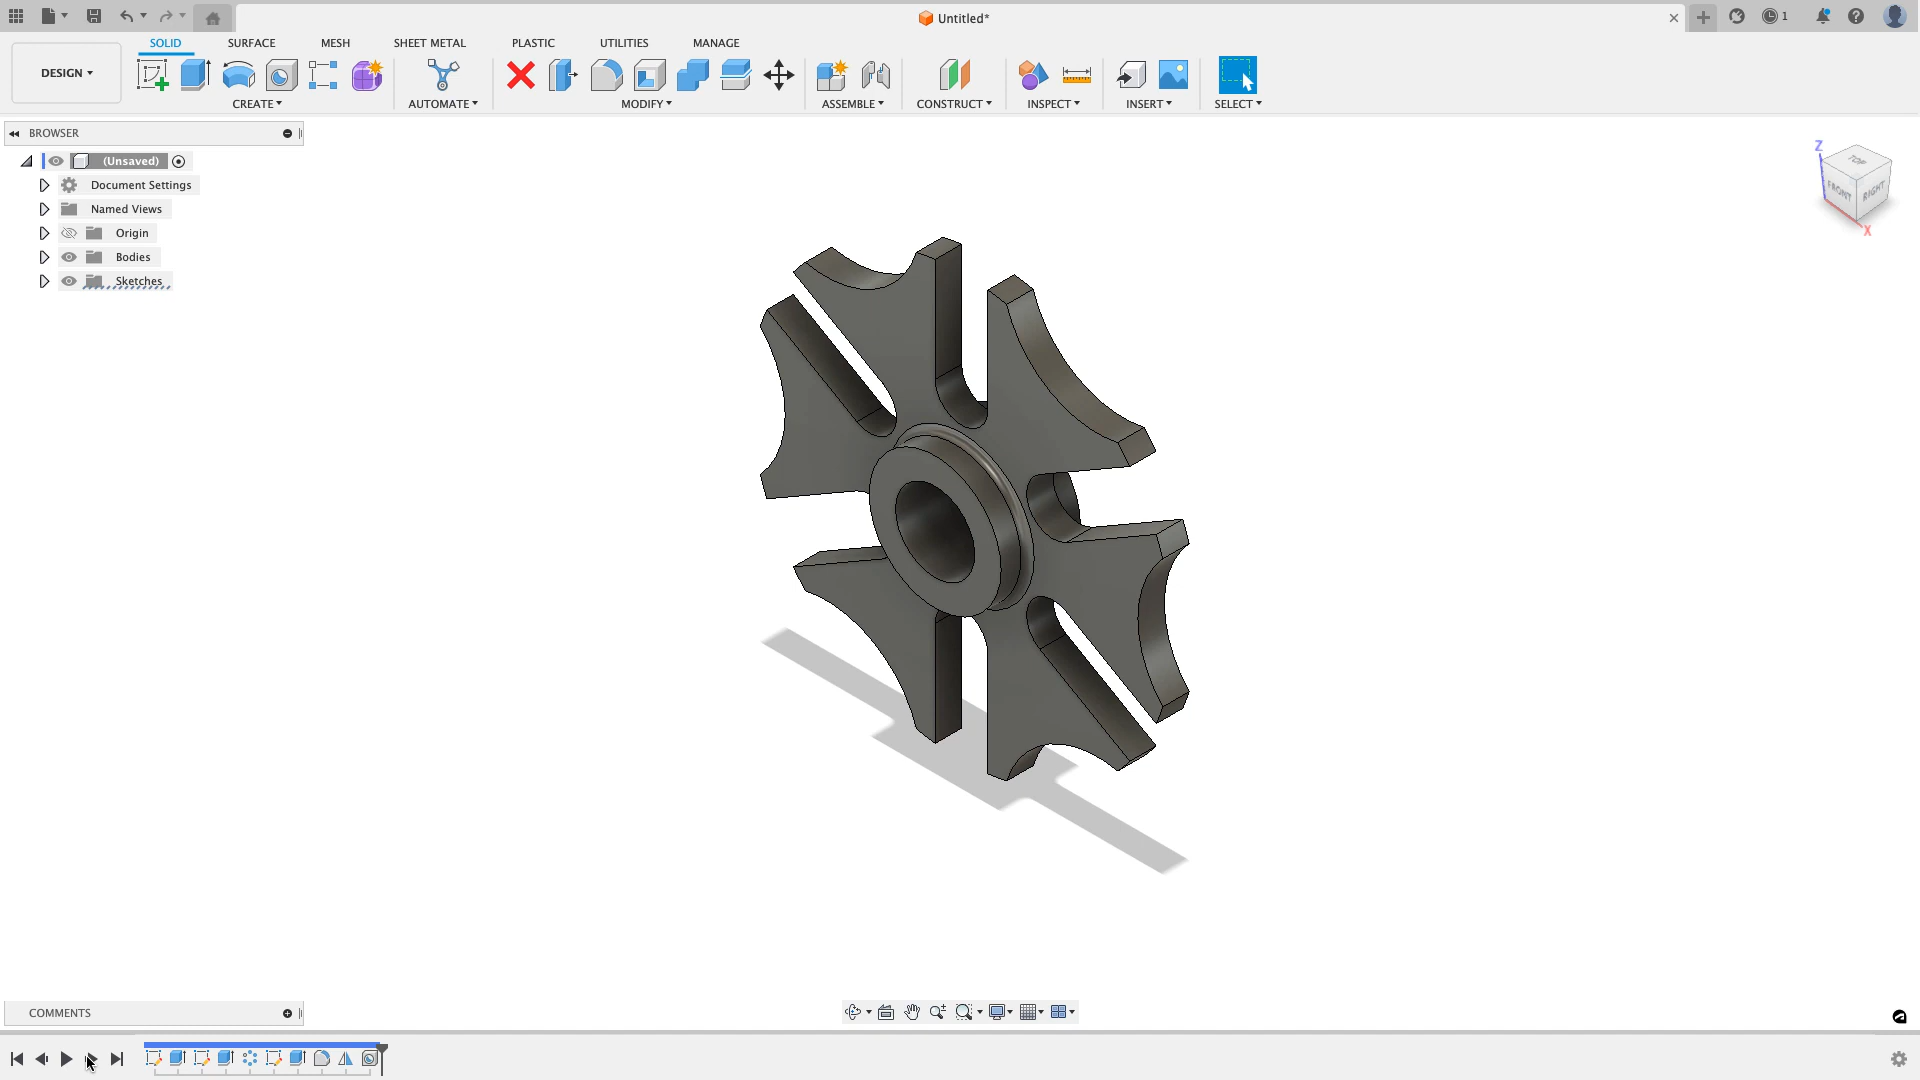 Untitled*
1
SOLID SURFACE MESH SHEET METAL PLASTIC UTILITIES MANAGE
DESIGN
CREATE AUTOMATE MODIFY ASSEMBLE CONSTRUCT INSPECT INSERT SELECT
BROWSER
(Unsaved)
Document Settings
Named Views
Origin
Bodies
Sketches
Z
TOP
FRONT
RIGHT
X
COMMENTS